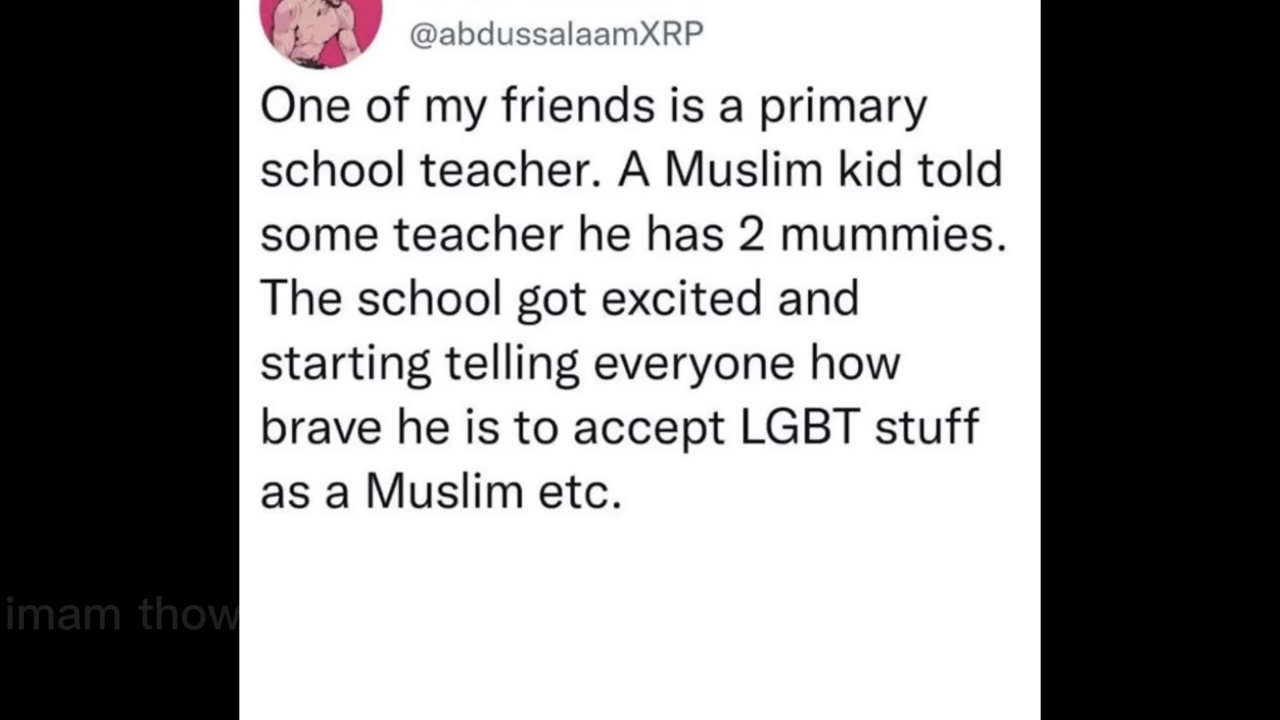 @abdussalaamXRP
One of my friends is a primary
school teacher. A Muslim kid told
some teacher he has 2 mummies.
The school got excited and
starting telling everyone how
brave he is to accept LGBT stuff
as a Muslim etc.
imam thow